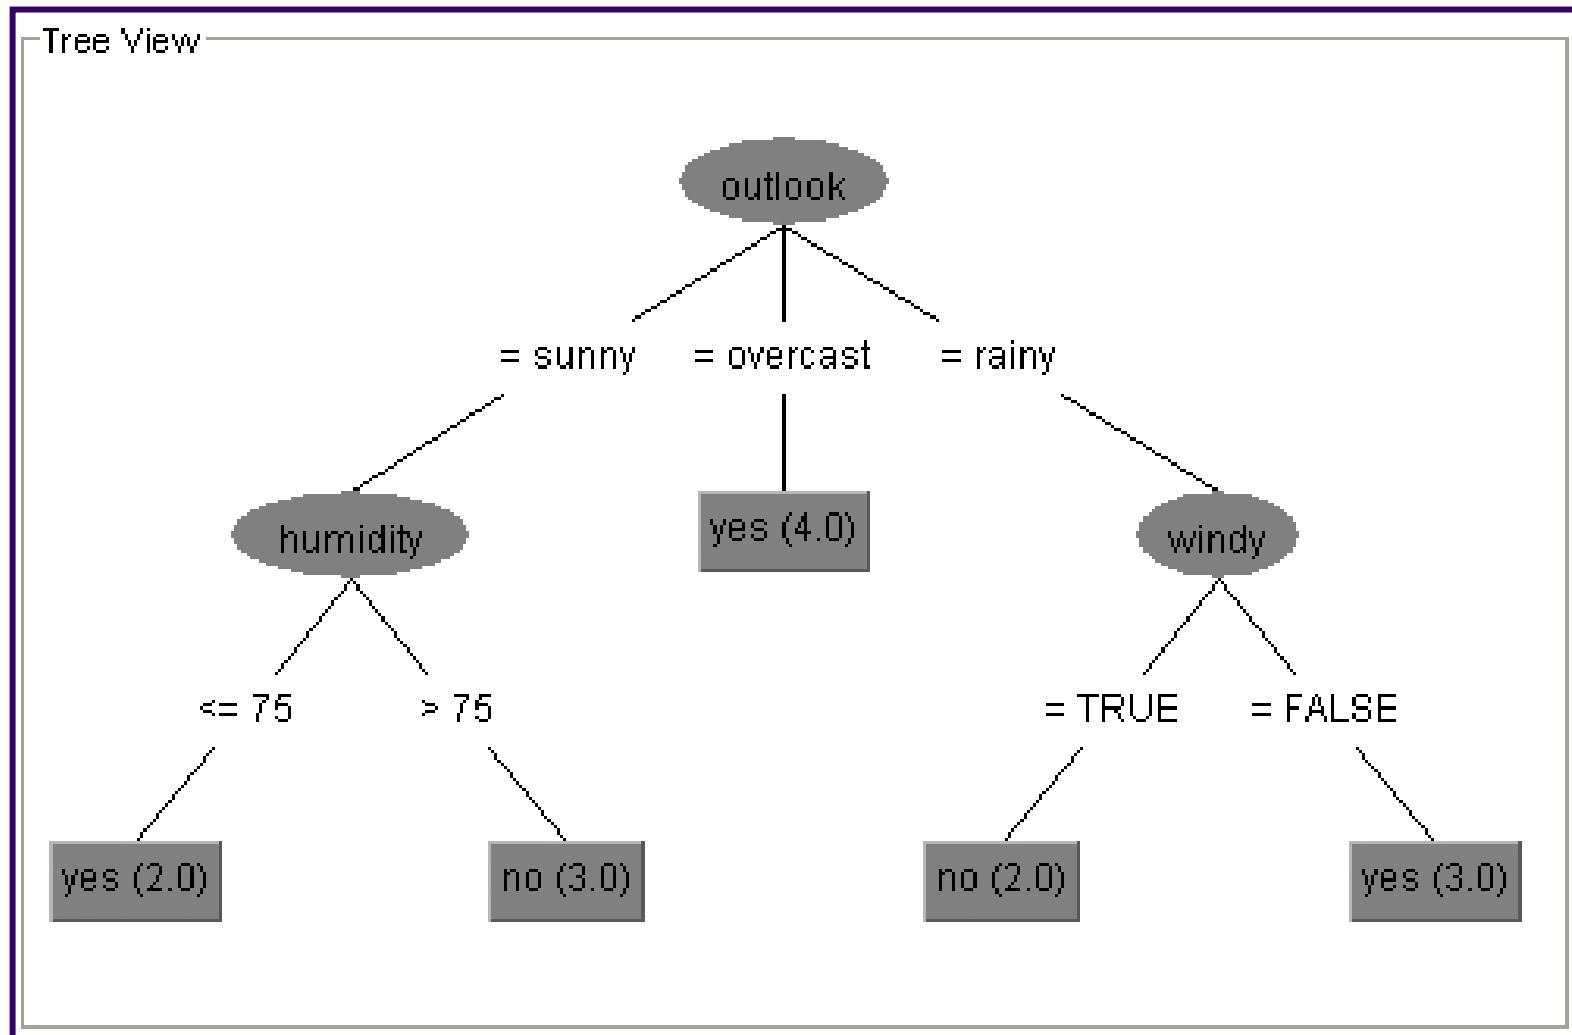 Tree View
outlook
= sunny = overcast = rainy
humidity yes (4.0) windy
<= 75 > 75 = TRUE = FALSE
yes (2.0) no (3.0) no (2.0) yes (3.0)